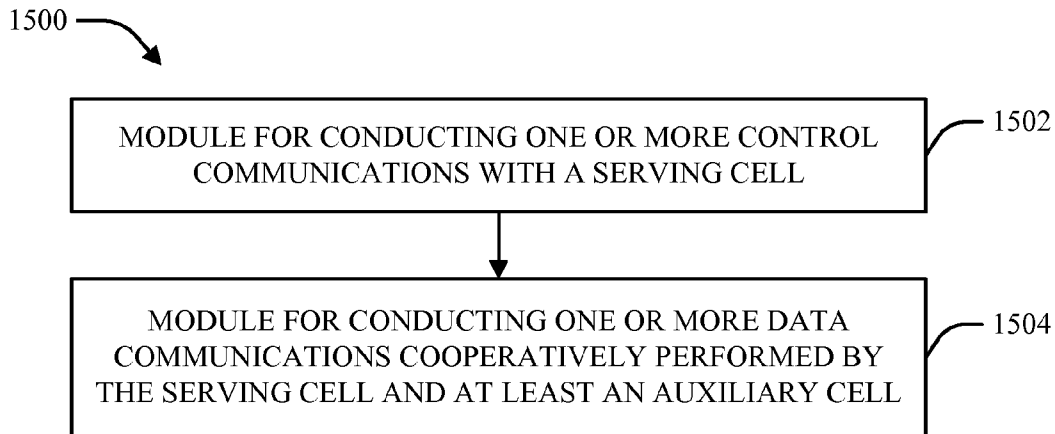 1500
MODULE FOR CONDUCTING ONE OR MORE CONTROL
COMMUNICATIONS WITH A SERVING CELL
1502
MODULE FOR CONDUCTING ONE OR MORE DATA
COMMUNICATIONS COOPERATIVELY PERFORMED BY
THE SERVING CELL AND AT LEAST AN AUXILIARY CELL
1504